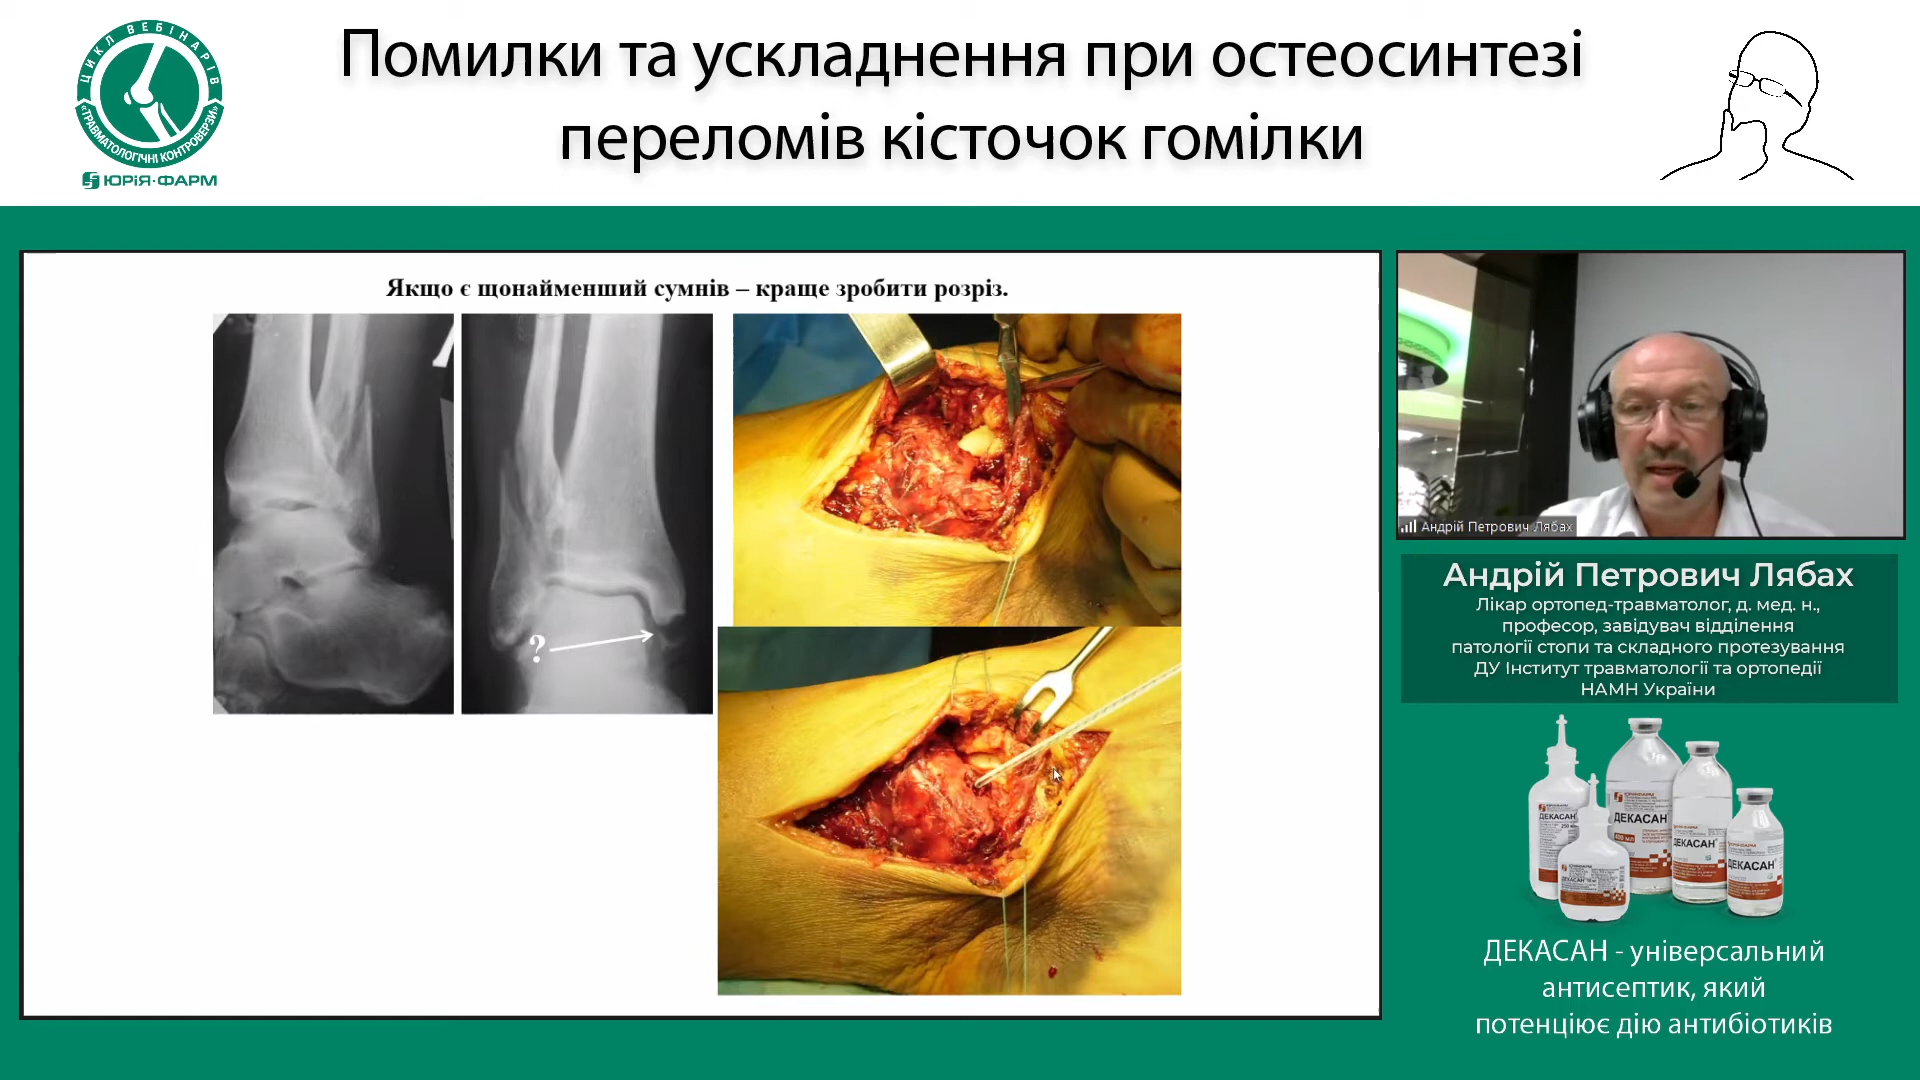 ЦИКЛ ВЕБІНАРІВ
«ТРАВМАТОЛОГІЧНІ КОНТРОВЕРЗИ»
ЮРІЯ·ФАРМ
Помилки та ускладнення при остеосинтезі
переломів кісточок гомілки
Якщо є щонайменший сумнів – краще зробити розріз.
?
Андрій Петрович Лябах
Андрій Петрович Лябах
Лікар ортопед-травматолог, д. мед. н.,
професор, завідувач відділення
патології стопи та складного протезування
ДУ Інститут травматології та ортопедії
НАМН України
ДЕКАСАН
ДЕКАСАН
ДЕКАСАН
ДЕКАСАН
ДЕКАСАН
ДЕКАСАН - універсальний
антисептик, який
потенціює дію антибіотиків